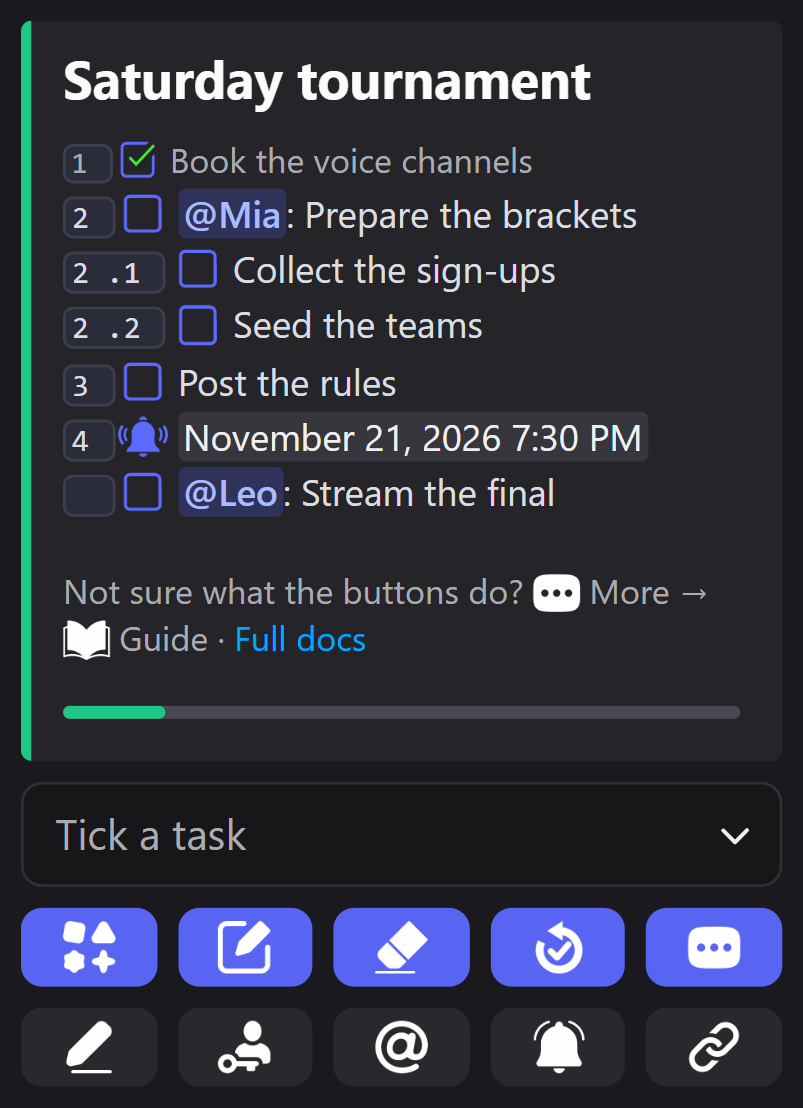 Saturday tournament
1 Book the voice channels
2 @Mia: Prepare the brackets
2 .1 Collect the sign-ups
2 .2 Seed the teams
3 Post the rules
4 November 21, 2026 7:30 PM
@Leo: Stream the final
Not sure what the buttons do? More →
Guide · Full docs
Tick a task